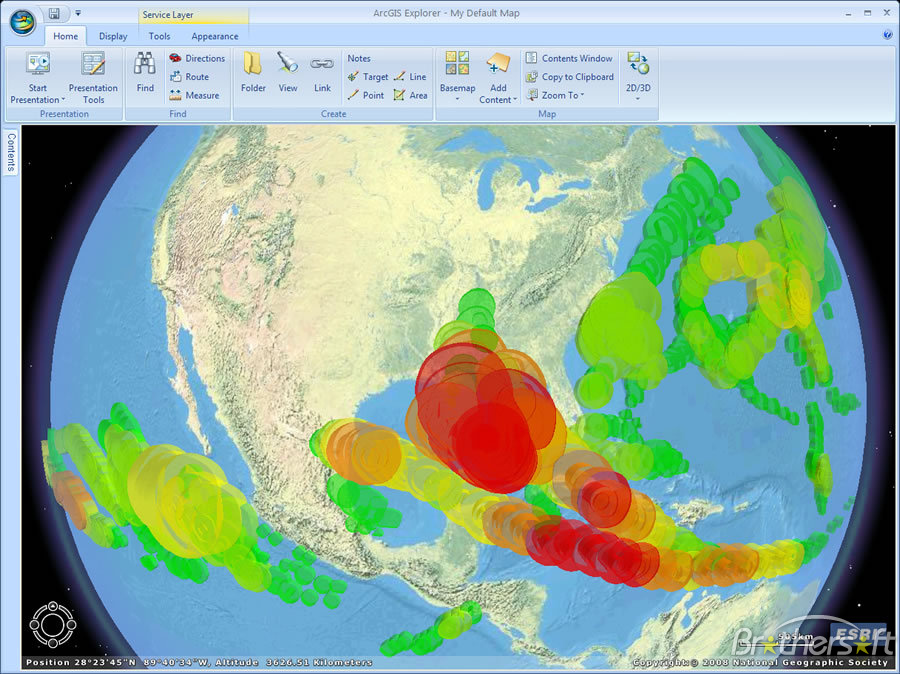 Service Layer
ArcGIS Explorer - My Default Map
Home Display Tools Appearance
Start Presentation
Presentation Tools
Presentation
Find
Directions
Route
Measure
Find
Folder
View
Link
Notes
Target
Line
Point
Area
Create
Basemap
Add Content
Contents Window
Copy to Clipboard
Zoom To
2D/3D
Map
Contents
Position 28°23'45"N 89°40'34"W, Altitude 3626.51 Kilometers
ESRI
Brothersoft
Copyright:© 2008 National Geographic Society